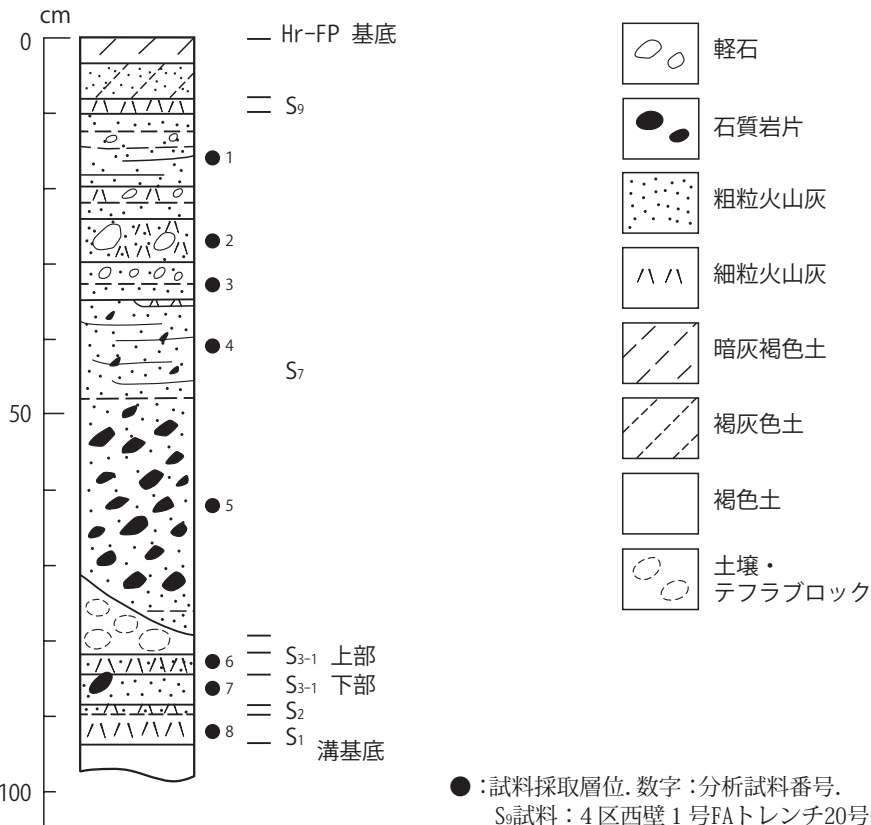 cm
0
Hr-FP 基底
S9
1
2
3
4
S7
50
5
6
S3-1 上部
7
S3-1 下部
S2
8
S1
溝基底
100
軽石
石質岩片
粗粒火山灰
細粒火山灰
暗灰褐色土
褐灰色土
褐色土
土壌・
テフラブロック
●:試料採取層位.数字:分析試料番号.
S9試料:4区西壁1号FAトレンチ20号